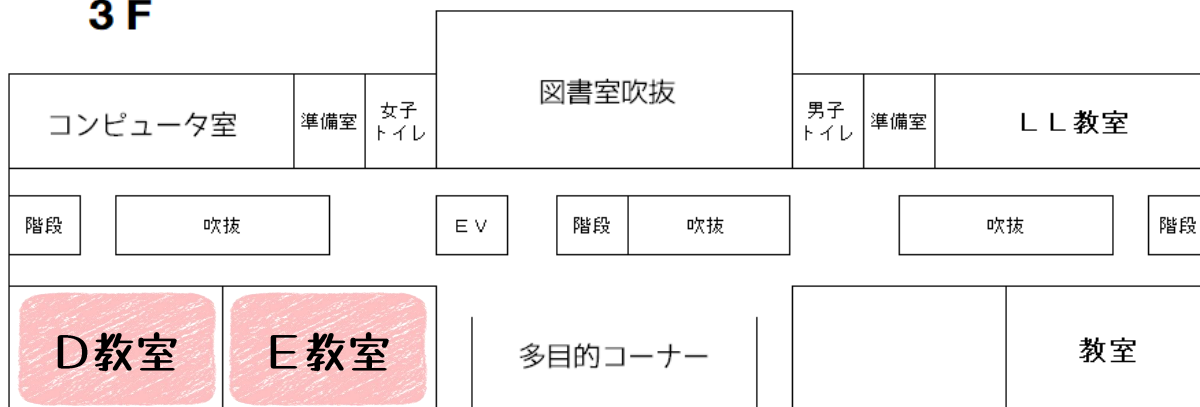 ３Ｆ
図書室吹抜
コンピュータ室
準備室
女子
トイレ
男子
トイレ
準備室
ＬＬ教室
階段
吹抜
ＥＶ
階段
吹抜
吹抜
階段
D教室
E教室
多目的コーナー
教室